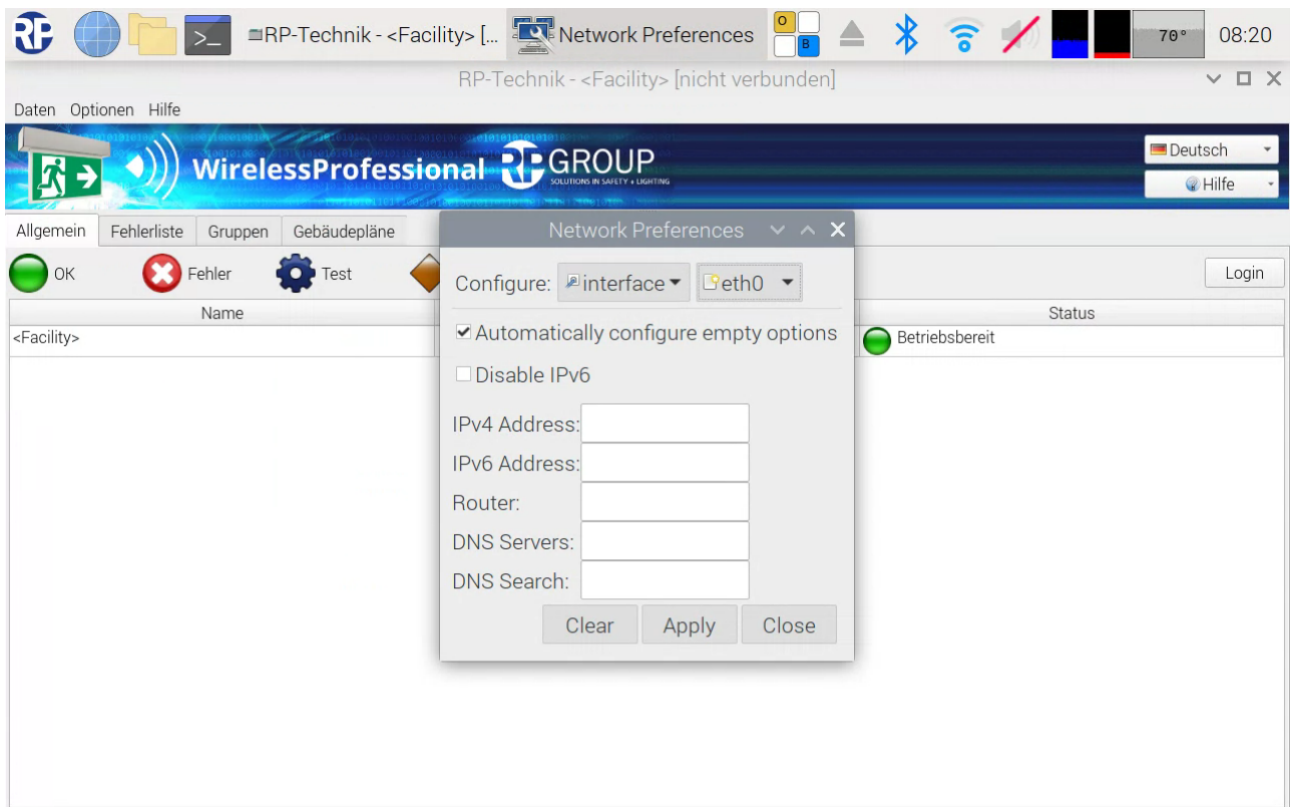 RP-Technik - <Facility> [...
Network Preferences
O
B
70°
08:20
RP-Technik - <Facility> [nicht verbunden]
Daten Optionen Hilfe
WirelessProfessional RP GROUP
SOLUTIONS IN SAFETY + LIGHTING
Deutsch
Hilfe
Allgemein Fehlerliste Gruppen Gebäudepläne
OK Fehler Test
Login
Name Status
<Facility> Betriebsbereit
Network Preferences
Configure: interface eth0
Automatically configure empty options
Disable IPv6
IPv4 Address:
IPv6 Address:
Router:
DNS Servers:
DNS Search:
Clear Apply Close